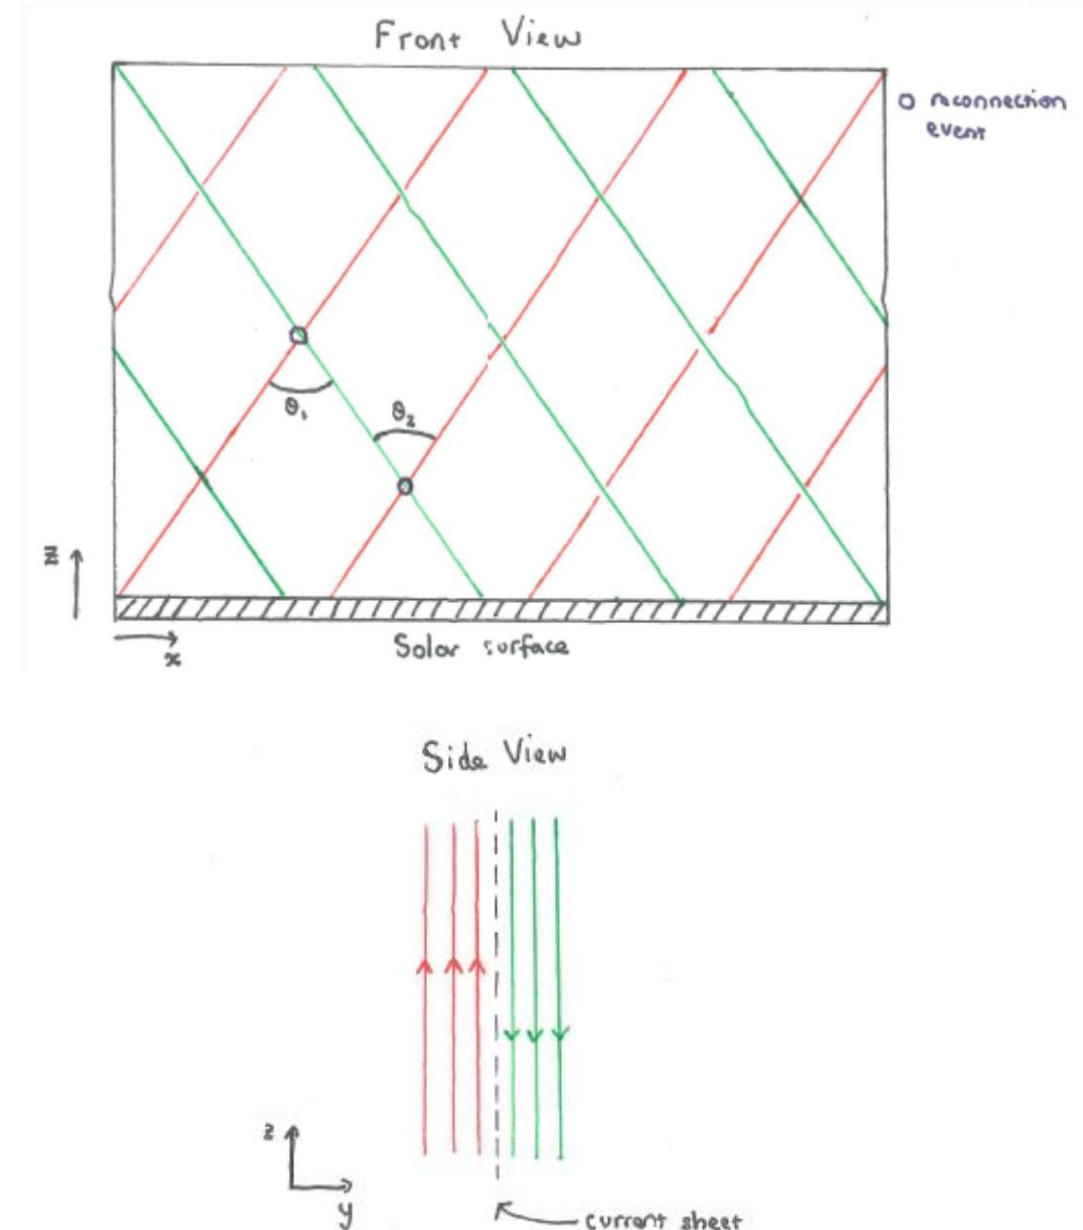 Front View
o reconnection
event
θ₁
θ₂
z
x
Solar surface
Side View
z
y
current sheet